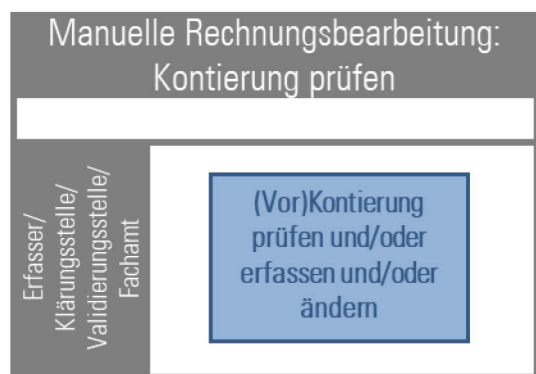 Manuelle Rechnungsbearbeitung:
Kontierung prüfen
Erfasser/
Klärungsstelle/
Validierungsstelle/
Fachamt
(Vor)Kontierung
prüfen und/oder
erfassen und/oder
ändern